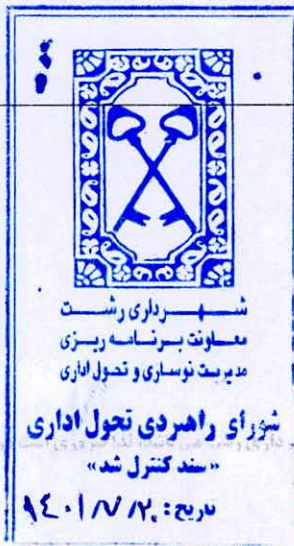 شهرداری رشت
معاونت برنامه ریزی
مدیریت نوسازی و تحول اداری
شورای راهبردی تحول اداری
«سند کنترل شد»
تاریخ: ۱۴۰۱/۷/۲۰